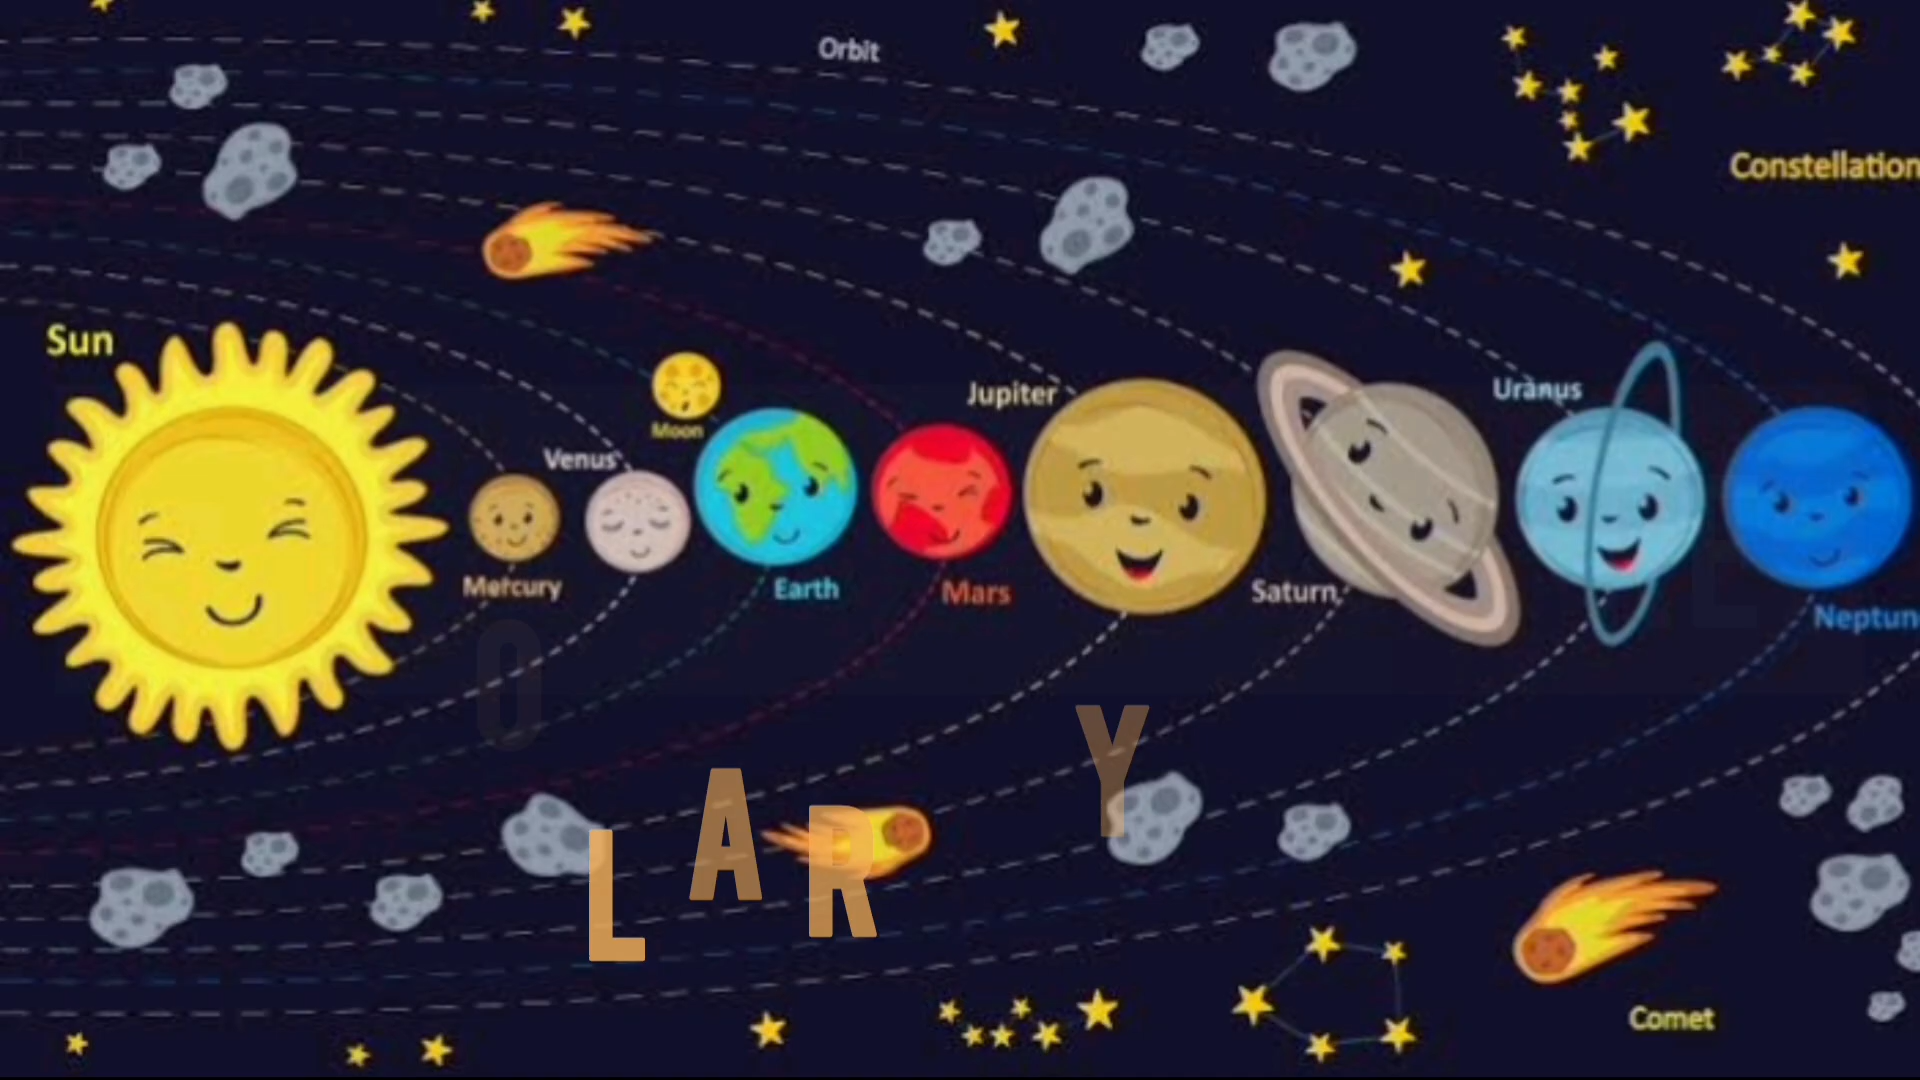 Orbit
Constellation
Sun
Moon
Venus
Jupiter
Uranus
Mercury
Earth
Mars
Saturn
Neptun
O
L A R Y
Comet